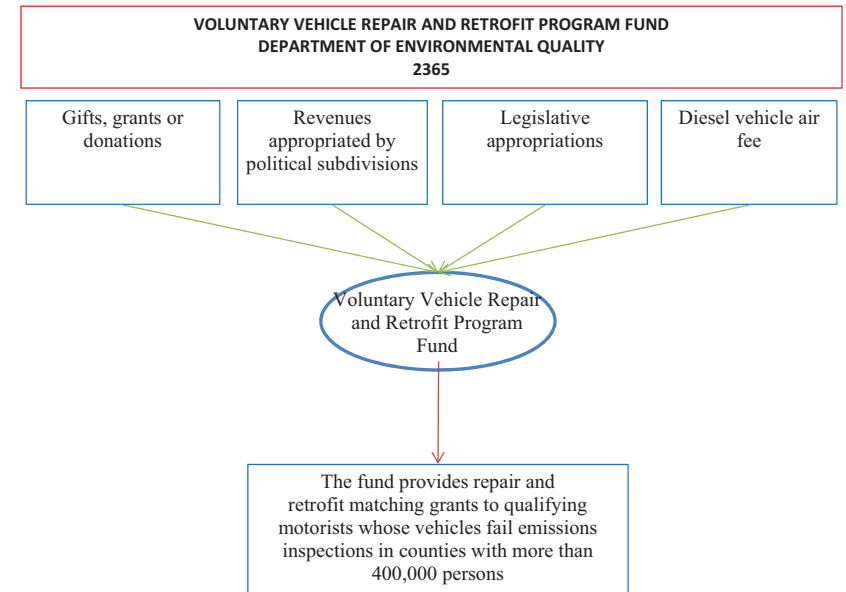 VOLUNTARY VEHICLE REPAIR AND RETROFIT PROGRAM FUND
DEPARTMENT OF ENVIRONMENTAL QUALITY
2365
Gifts, grants or
donations
Revenues
appropriated by
political subdivisions
Legislative
appropriations
Diesel vehicle air
fee
Voluntary Vehicle Repair
and Retrofit Program
Fund
The fund provides repair and
retrofit matching grants to qualifying
motorists whose vehicles fail emissions
inspections in counties with more than
400,000 persons